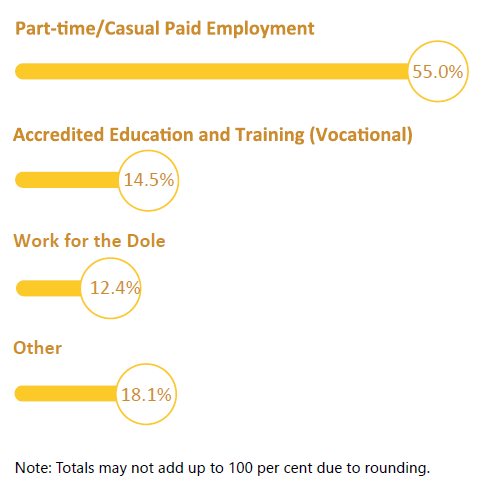 Part-time/Casual Paid Employment
55.0%
Accredited Education and Training (Vocational)
14.5%
Work for the Dole
12.4%
Other
18.1%
Note: Totals may not add up to 100 per cent due to rounding.